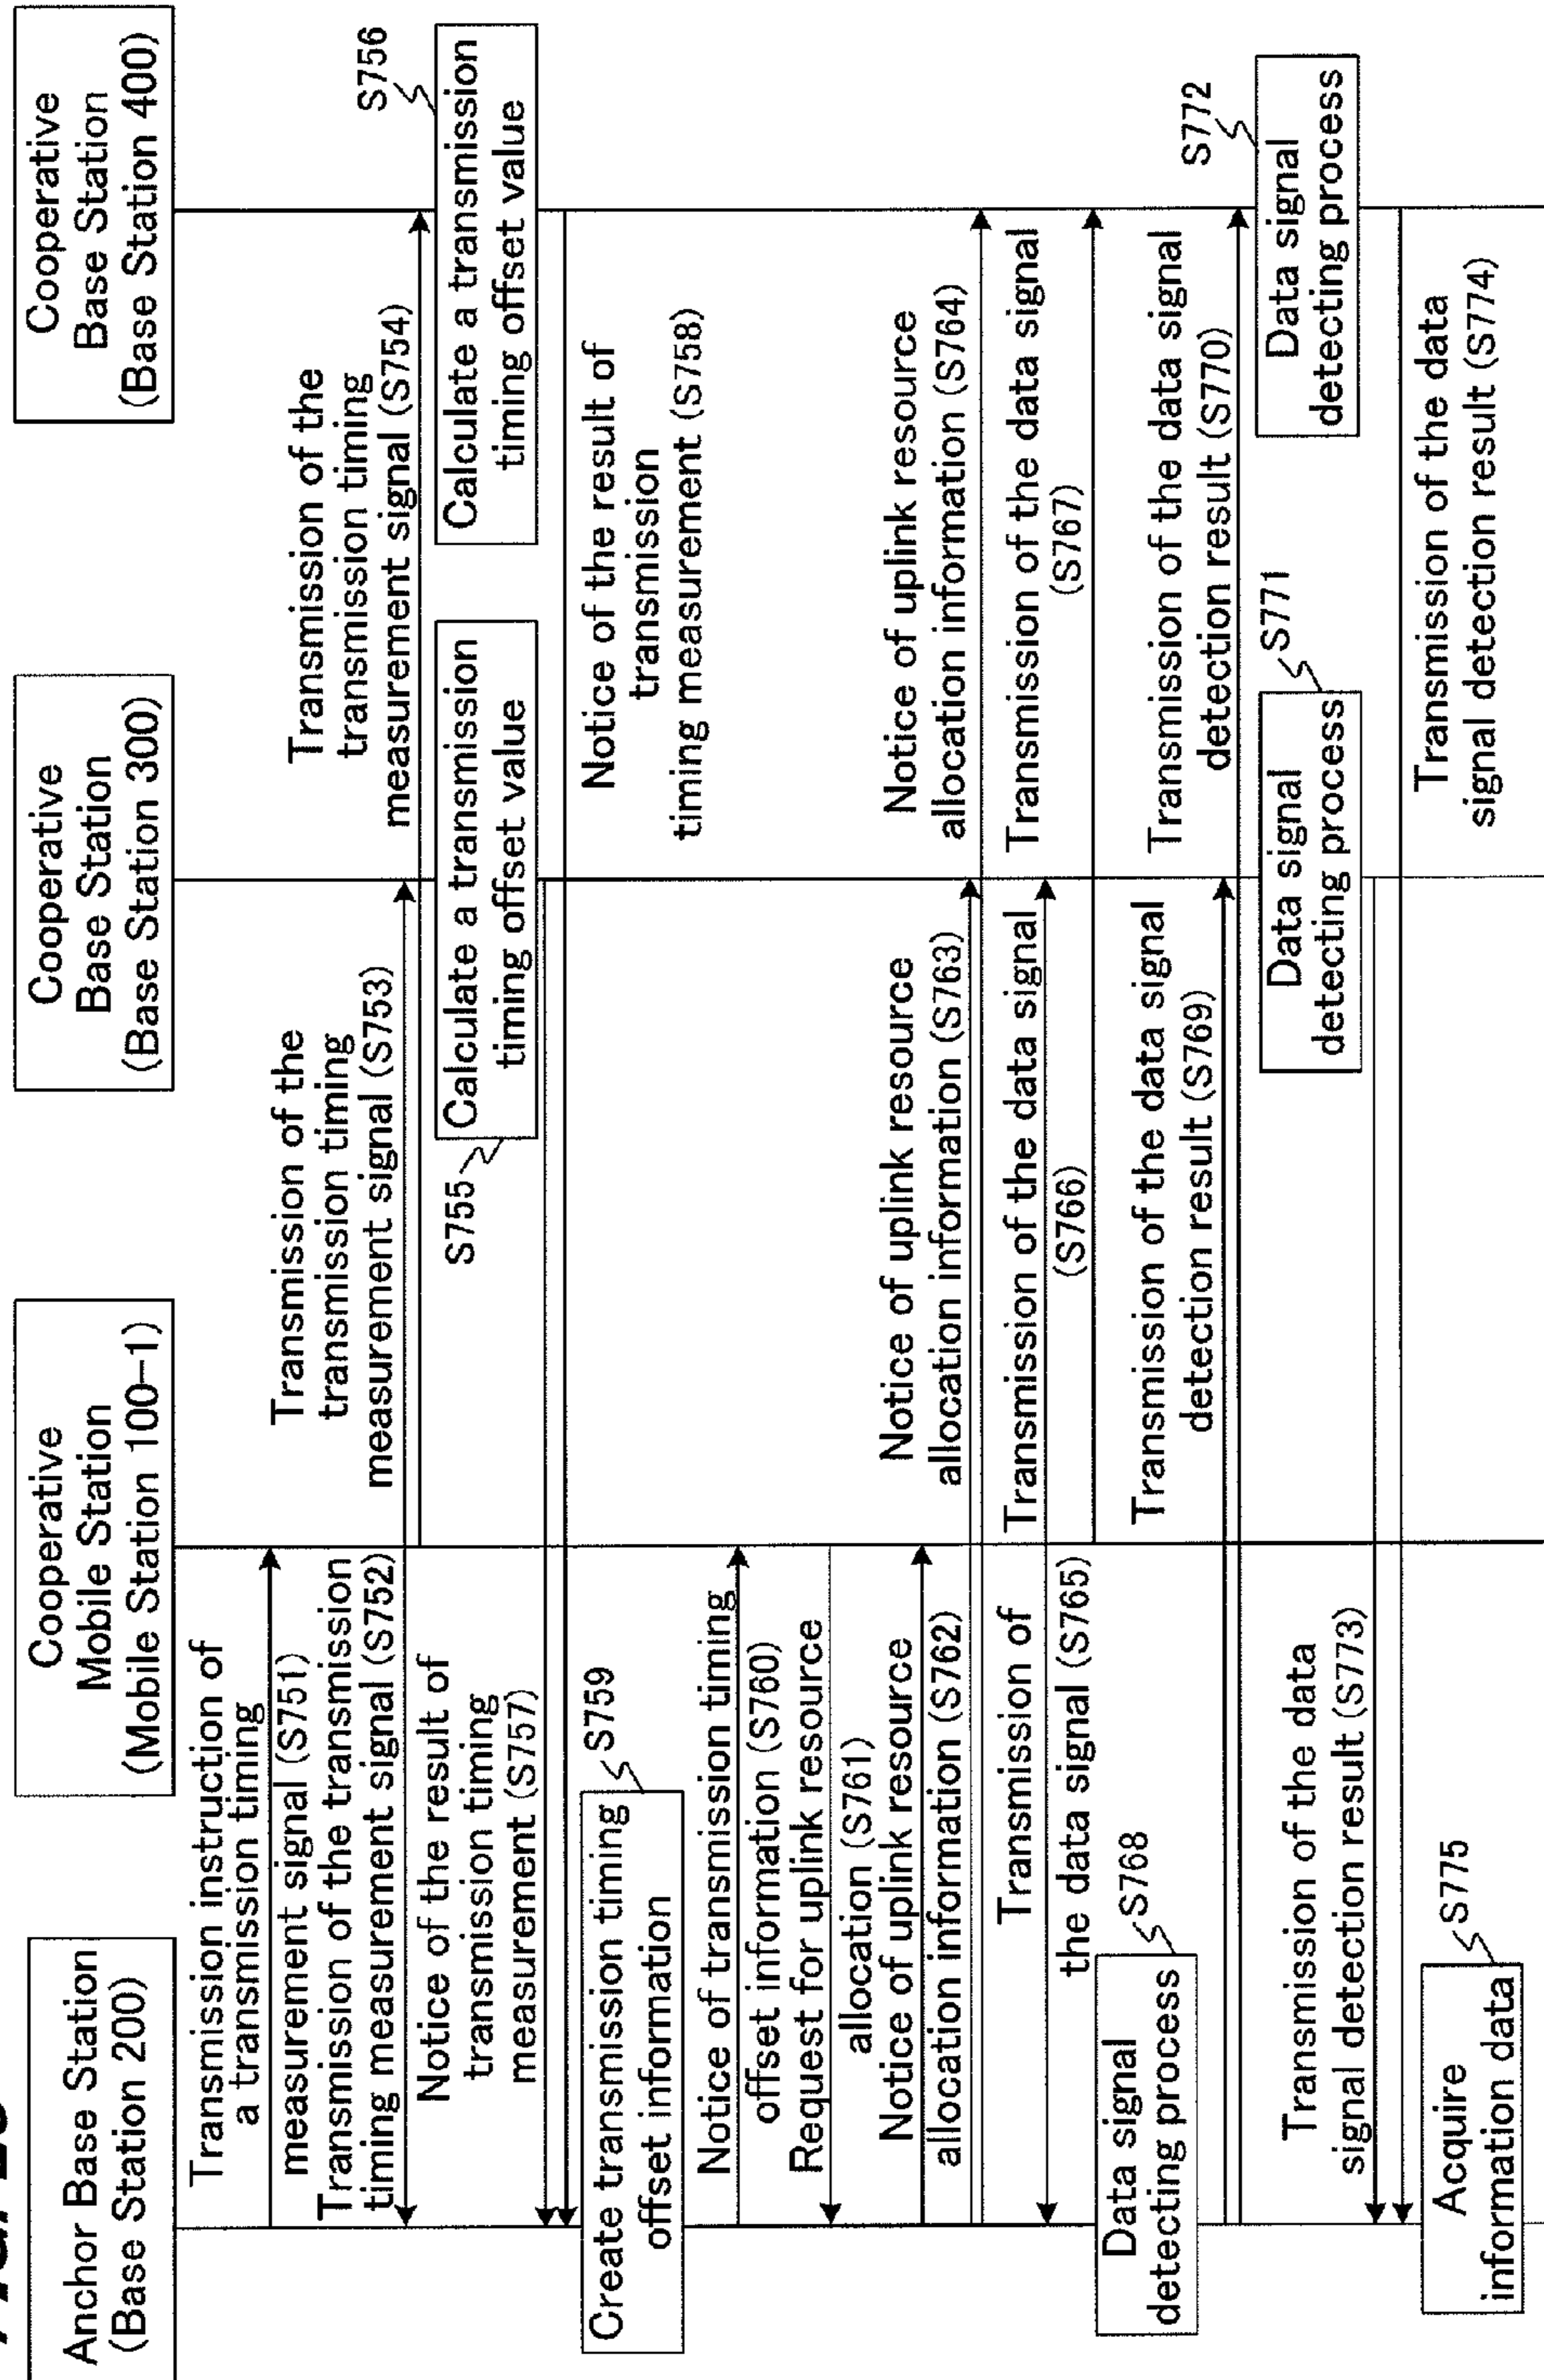 Anchor Base Station
(Base Station 200)
Cooperative
Mobile Station
(Mobile Station 100-1)
Cooperative
Base Station
(Base Station 300)
Cooperative
Base Station
(Base Station 400)
Transmission instruction of
a transmission timing
measurement signal (S751)
Transmission of the transmission
timing measurement signal (S752)
Transmission of the
transmission timing
measurement signal (S753)
Transmission of the
transmission timing
measurement signal (S754)
S755
Calculate a transmission
timing offset value
S756
Calculate a transmission
timing offset value
Notice of the result of
transmission timing
measurement (S757)
Notice of the result of
transmission
timing measurement (S758)
Create transmission timing
offset information
S759
Notice of transmission timing
offset information (S760)
Request for uplink resource
allocation (S761)
Notice of uplink resource
allocation information (S762)
Notice of uplink resource
allocation information (S763)
Notice of uplink resource
allocation information (S764)
Transmission of
the data signal (S765)
Transmission of the data signal
(S766)
Transmission of the data signal
(S767)
Data signal
detecting process
S768
Transmission of the data signal
detection result (S769)
Transmission of the data signal
detection result (S770)
Data signal
detecting process
S771
Data signal
detecting process
S772
Transmission of the data
signal detection result (S773)
Transmission of the data
signal detection result (S774)
Acquire
information data
S775